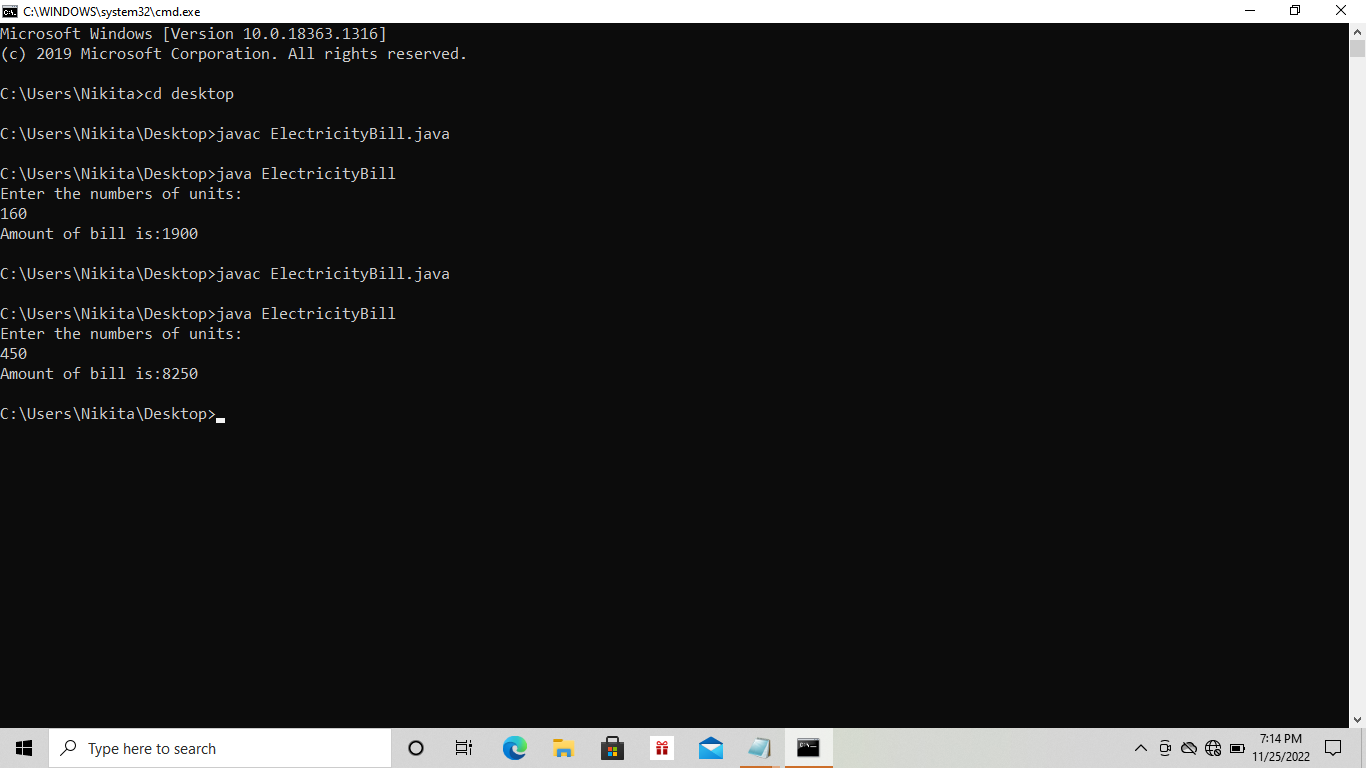 C:\WINDOWS\system32\cmd.exe
Microsoft Windows [Version 10.0.18363.1316]
(c) 2019 Microsoft Corporation. All rights reserved.
C:\Users\Nikita>cd desktop
C:\Users\Nikita\Desktop>javac ElectricityBill.java
C:\Users\Nikita\Desktop>java ElectricityBill
Enter the numbers of units:
160
Amount of bill is:1900
C:\Users\Nikita\Desktop>javac ElectricityBill.java
C:\Users\Nikita\Desktop>java ElectricityBill
Enter the numbers of units:
450
Amount of bill is:8250
C:\Users\Nikita\Desktop>
Type here to search
7:14 PM
11/25/2022